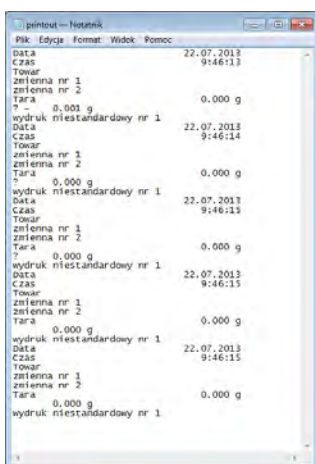 printout — Notatnik
Plik Edycja Format Widok Pomoc
Data 22.07.2013
Czas 9:46:13
Towar
zmienna nr 1
zmienna nr 2
Tara 0.000 g
? - 0.001 g
wydruk niestandardowy nr 1
Data 22.07.2013
Czas 9:46:14
Towar
zmienna nr 1
zmienna nr 2
Tara 0.000 g
? 0.000 g
wydruk niestandardowy nr 1
Data 22.07.2013
Czas 9:46:15
Towar
zmienna nr 1
zmienna nr 2
Tara 0.000 g
? 0.000 g
wydruk niestandardowy nr 1
Data 22.07.2013
Czas 9:46:15
Towar
zmienna nr 1
zmienna nr 2
Tara 0.000 g
0.000 g
wydruk niestandardowy nr 1
Data 22.07.2013
Czas 9:46:15
Towar
zmienna nr 1
zmienna nr 2
Tara 0.000 g
0.000 g
wydruk niestandardowy nr 1